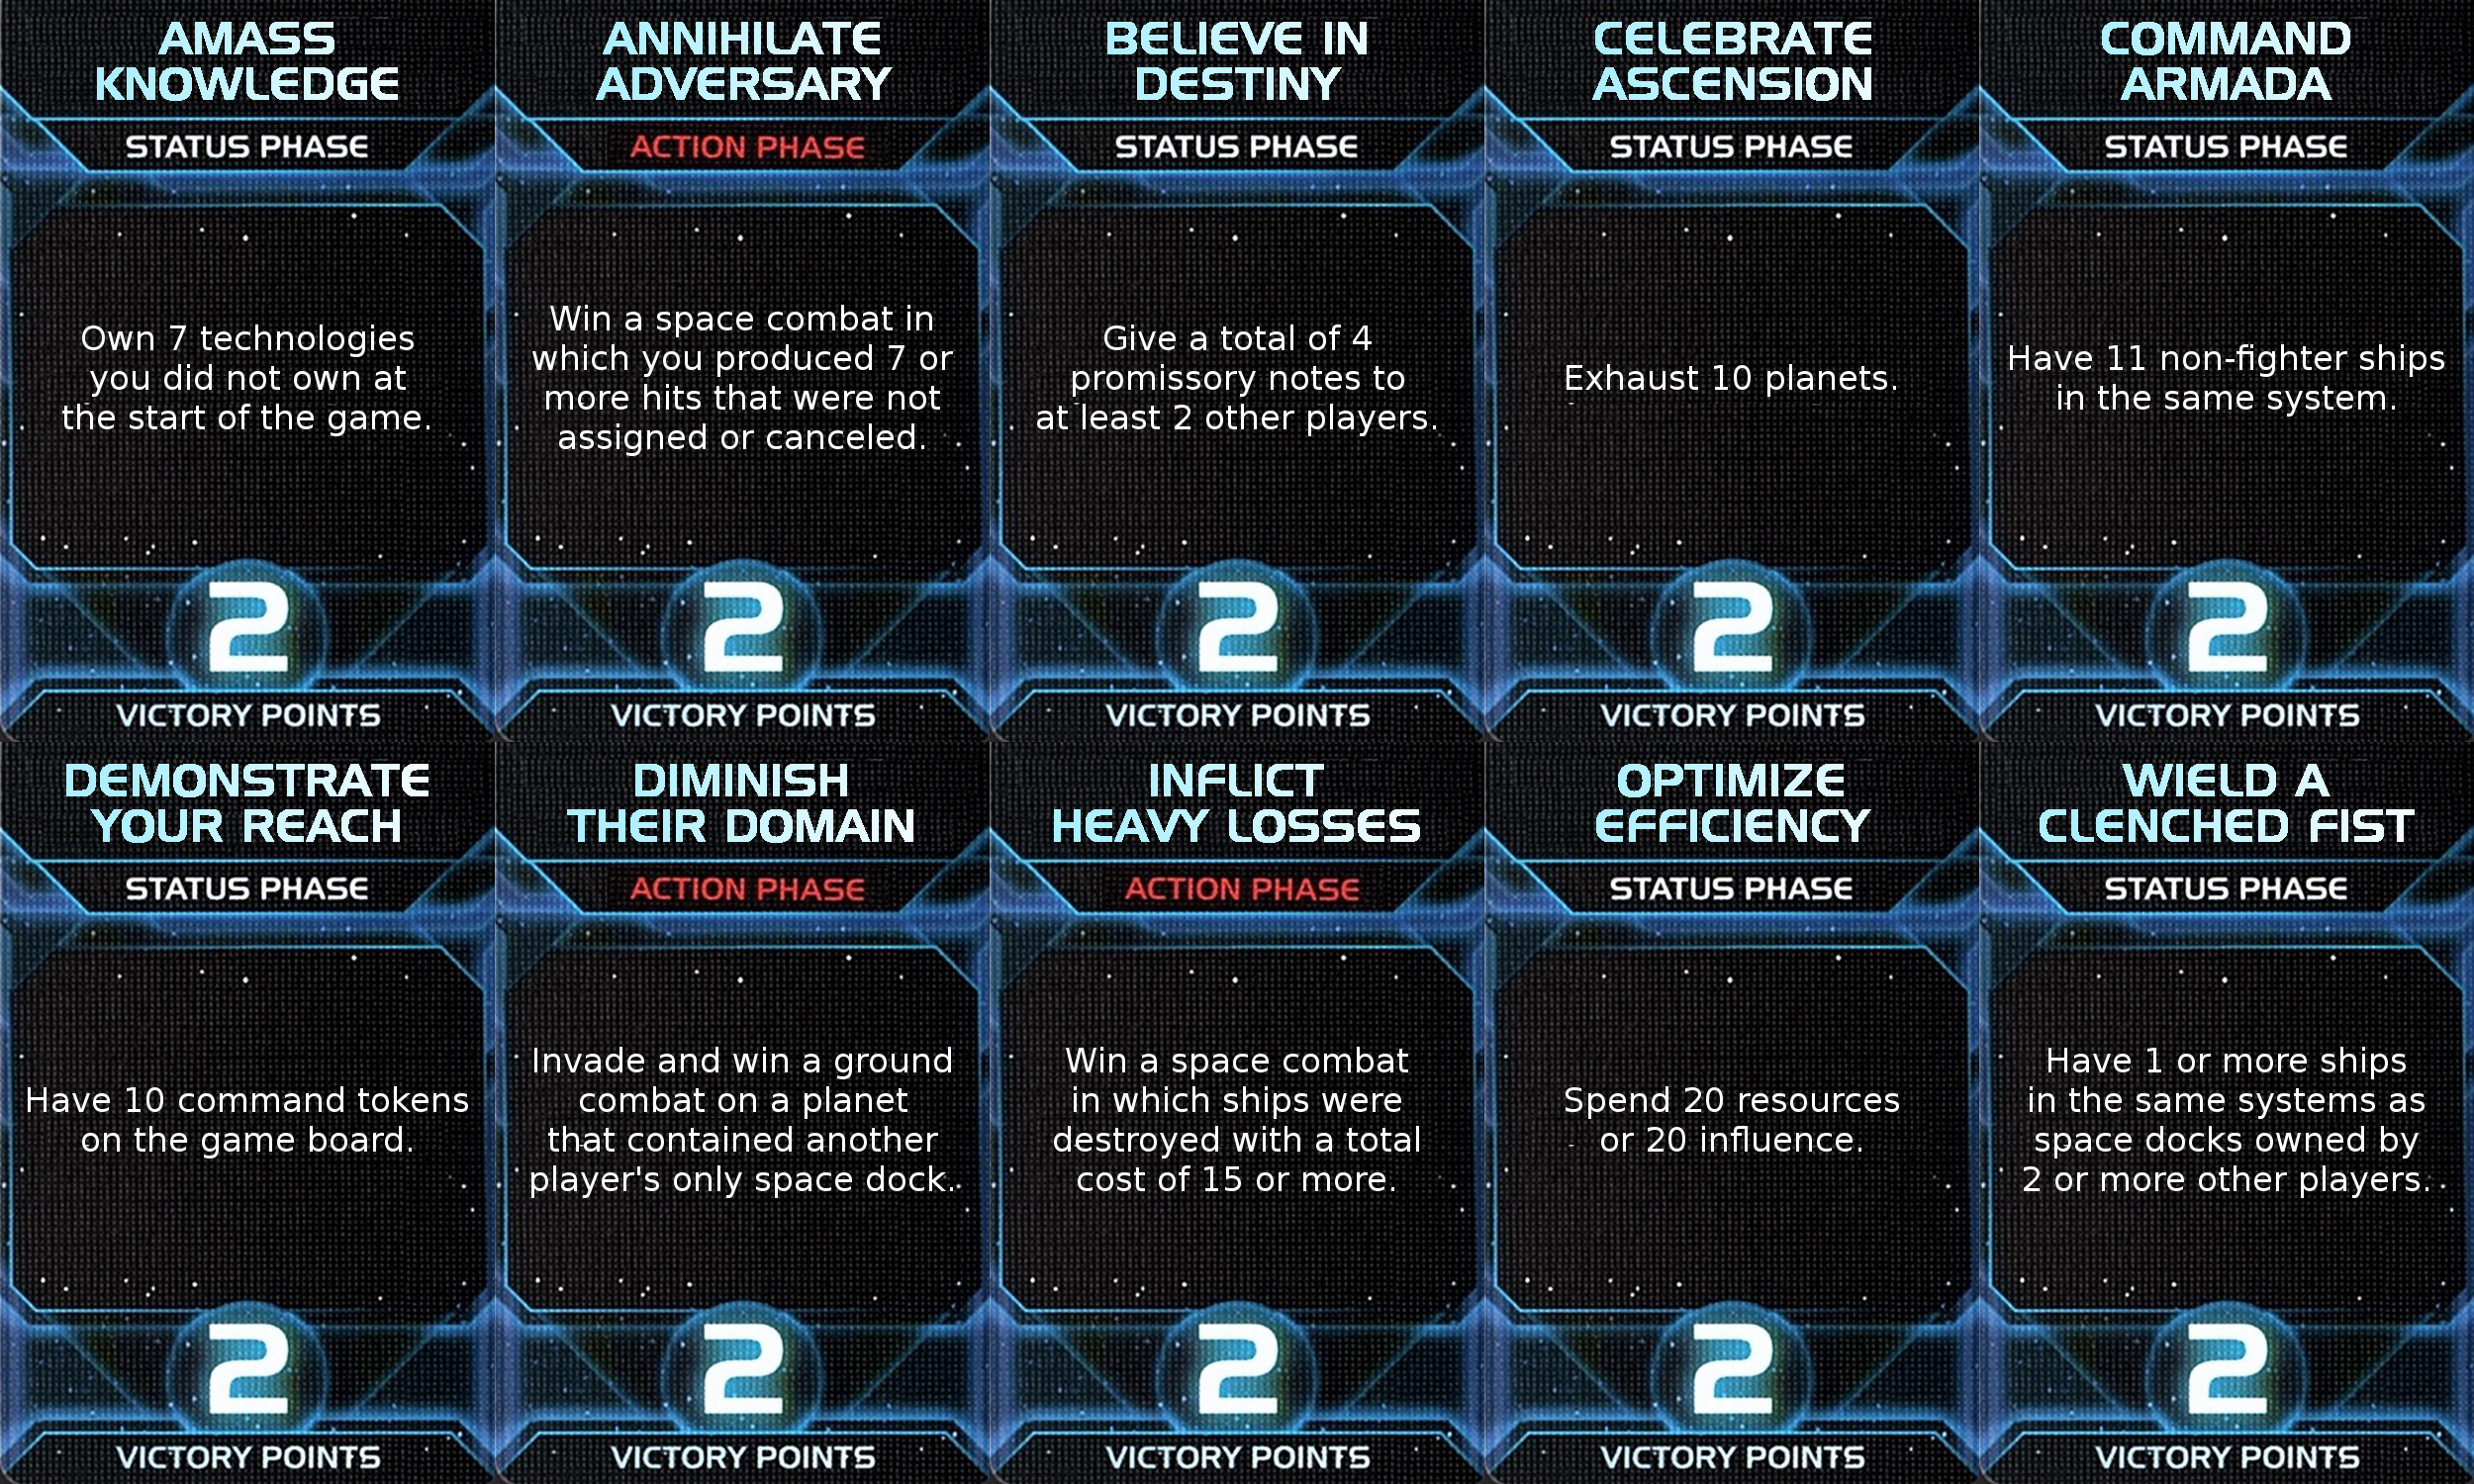 AMASS
KNOWLEDGE
STATUS PHASE
Own 7 technologies
you did not own at
the start of the game.
2
VICTORY POINTS
ANNIHILATE
ADVERSARY
ACTION PHASE
Win a space combat in
which you produced 7 or
more hits that were not
assigned or canceled.
2
VICTORY POINTS
BELIEVE IN
DESTINY
STATUS PHASE
Give a total of 4
promissory notes to
at least 2 other players.
2
VICTORY POINTS
CELEBRATE
ASCENSION
STATUS PHASE
Exhaust 10 planets.
2
VICTORY POINTS
COMMAND
ARMADA
STATUS PHASE
Have 11 non-fighter ships
in the same system.
2
VICTORY POINTS
DEMONSTRATE
YOUR REACH
STATUS PHASE
Have 10 command tokens
on the game board.
2
VICTORY POINTS
DIMINISH
THEIR DOMAIN
ACTION PHASE
Invade and win a ground
combat on a planet
that contained another
player's only space dock.
2
VICTORY POINTS
INFLICT
HEAVY LOSSES
ACTION PHASE
Win a space combat
in which ships were
destroyed with a total
cost of 15 or more.
2
VICTORY POINTS
OPTIMIZE
EFFICIENCY
STATUS PHASE
Spend 20 resources
or 20 influence.
2
VICTORY POINTS
WIELD A
CLENCHED FIST
STATUS PHASE
Have 1 or more ships
in the same systems as
space docks owned by
2 or more other players.
2
VICTORY POINTS